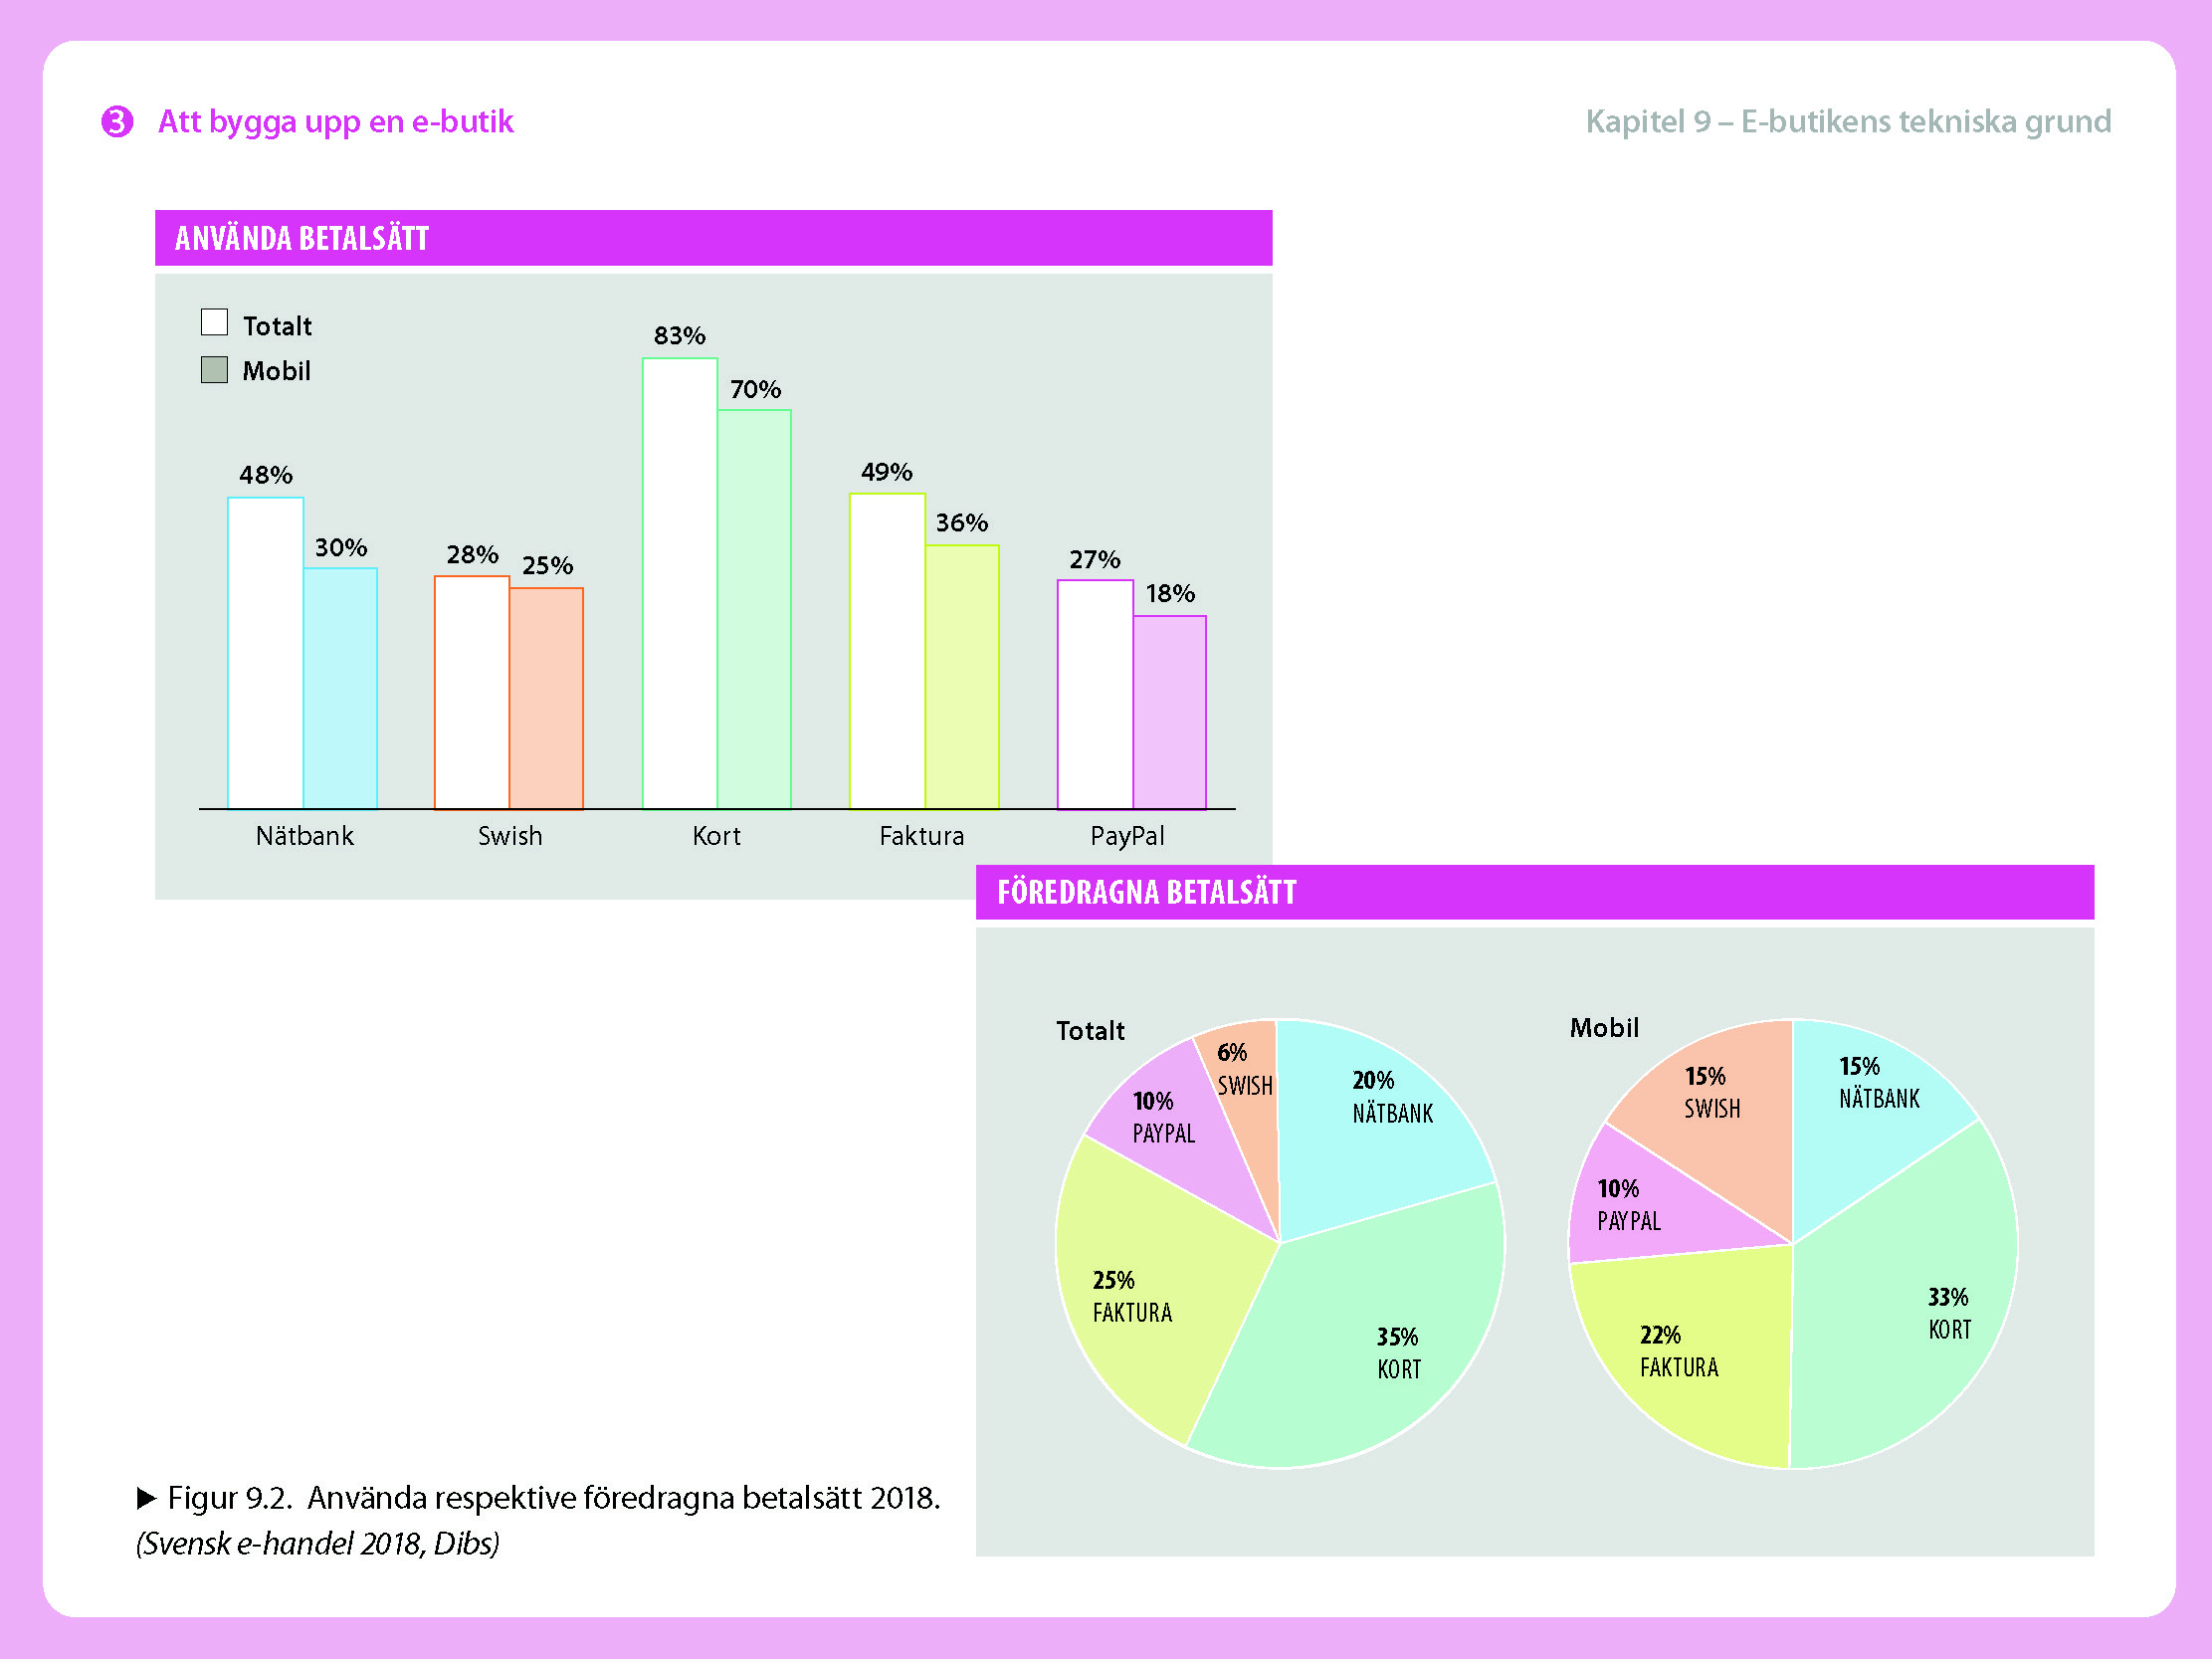 3 Att bygga upp en e-butik
Kapitel 9 – E-butikens tekniska grund
ANVÄNDA BETALSÄTT
Totalt
Mobil
48%
30%
28%
25%
83%
70%
49%
36%
27%
18%
Nätbank
Swish
Kort
Faktura
PayPal
FÖREDRAGNA BETALSÄTT
Totalt
6%
SWISH
20%
NÄTBANK
10%
PAYPAL
25%
FAKTURA
35%
KORT
Mobil
15%
SWISH
15%
NÄTBANK
10%
PAYPAL
33%
KORT
22%
FAKTURA
▶ Figur 9.2. Använda respektive föredragna betalsätt 2018.
(Svensk e-handel 2018, Dibs)